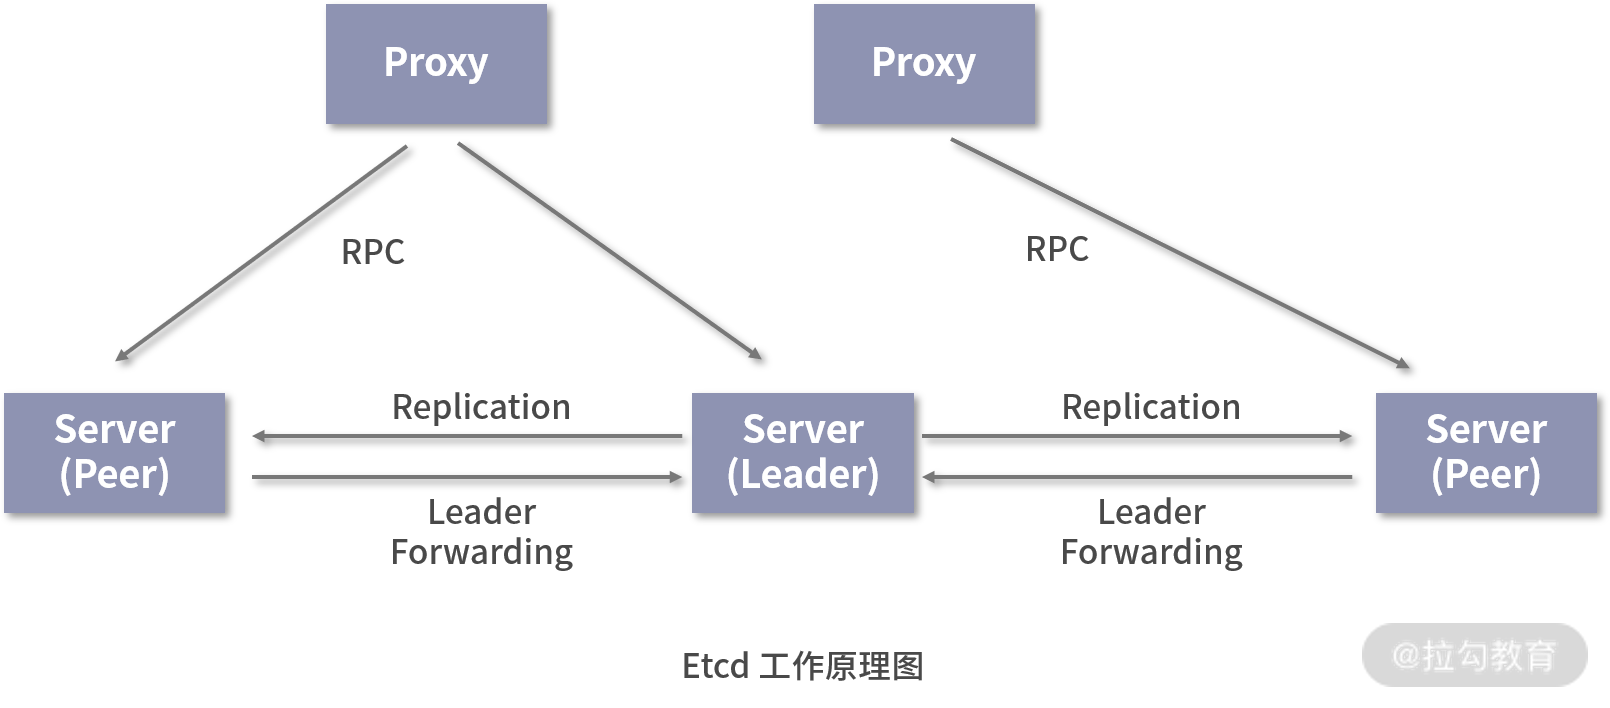 Proxy
Proxy
RPC
RPC
Replication
Replication
Server
(Peer)
Server
(Leader)
Server
(Peer)
Leader
Forwarding
Leader
Forwarding
Etcd 工作原理图
@拉勾教育